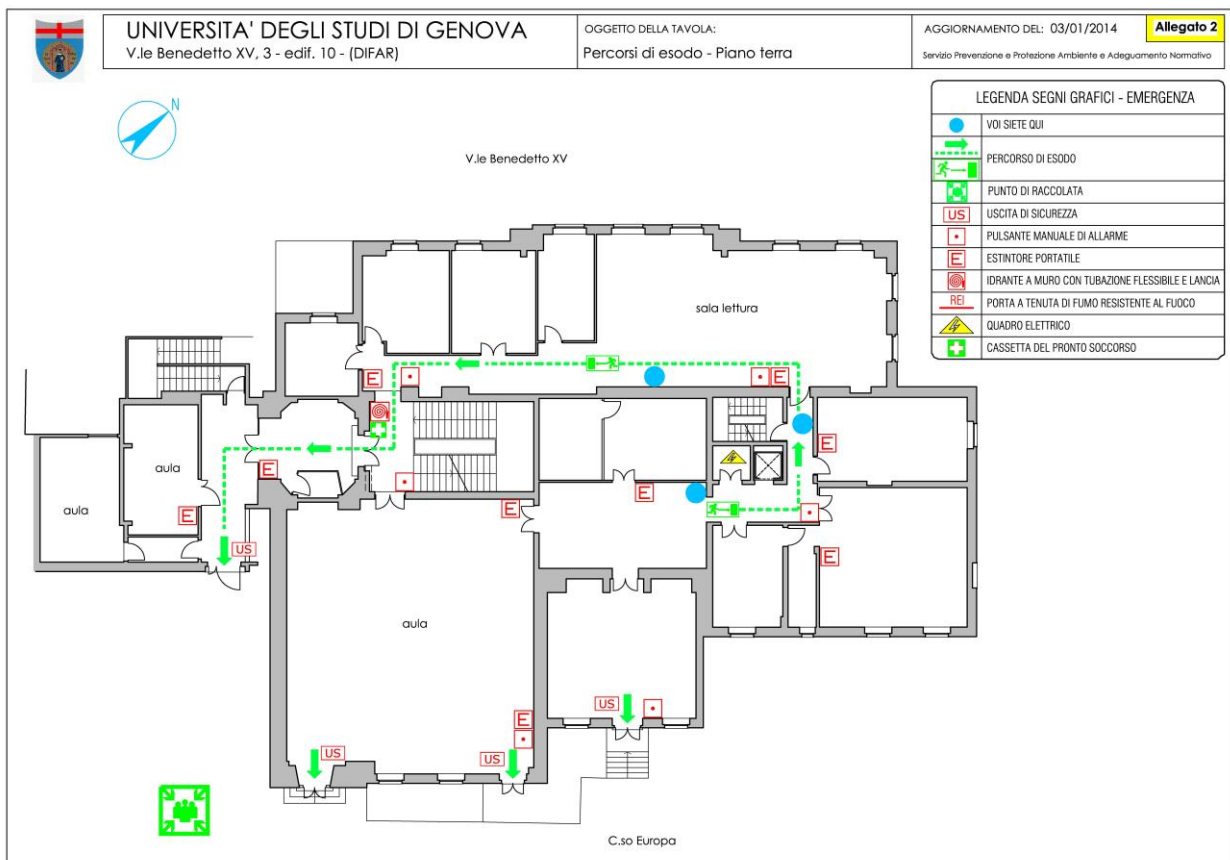 UNIVERSITA' DEGLI STUDI DI GENOVA
V.le Benedetto XV, 3 - edif. 10 - (DIFAR)
OGGETTO DELLA TAVOLA:
Percorsi di esodo - Piano terra
AGGIORNAMENTO DEL: 03/01/2014
Allegato 2
Servizio Prevenzione e Protezione Ambiente e Adeguamento Normativo
LEGENDA SEGNI GRAFICI - EMERGENZA
VOI SIETE QUI
PERCORSO DI ESODO
PUNTO DI RACCOLATA
US USCITA DI SICUREZZA
PULSANTE MANUALE DI ALLARME
E ESTINTORE PORTATILE
IDRANTE A MURO CON TUBAZIONE FLESSIBILE E LANCIA
REI PORTA A TENUTA DI FUMO RESISTENTE AL FUOCO
QUADRO ELETTRICO
CASSETTA DEL PRONTO SOCCORSO
N
V.le Benedetto XV
sala lettura
E
E
E
aula
E
E
E
aula
E
E
US
E
aula
US
E
US
US
C.so Europa